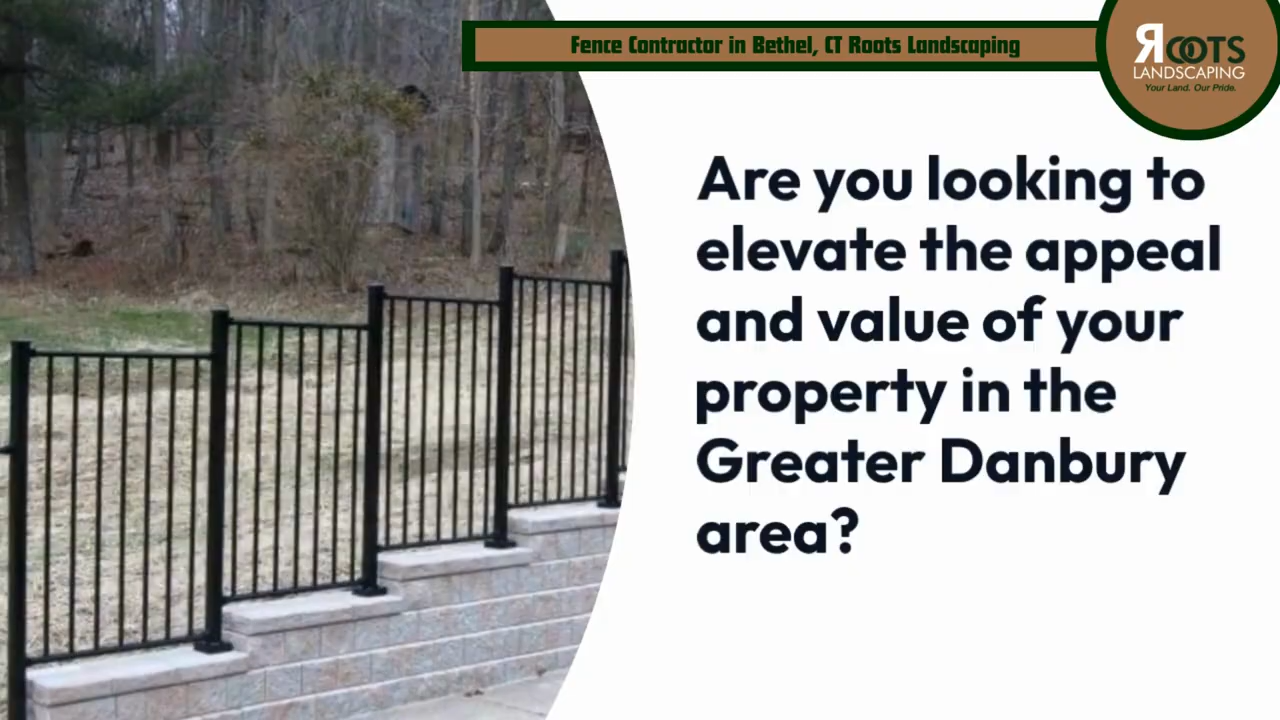 Fence Contractor in Bethel, CT Roots Landscaping
ROOTS
LANDSCAPING
Your Land. Our Pride.
Are you looking to
elevate the appeal
and value of your
property in the
Greater Danbury
area?